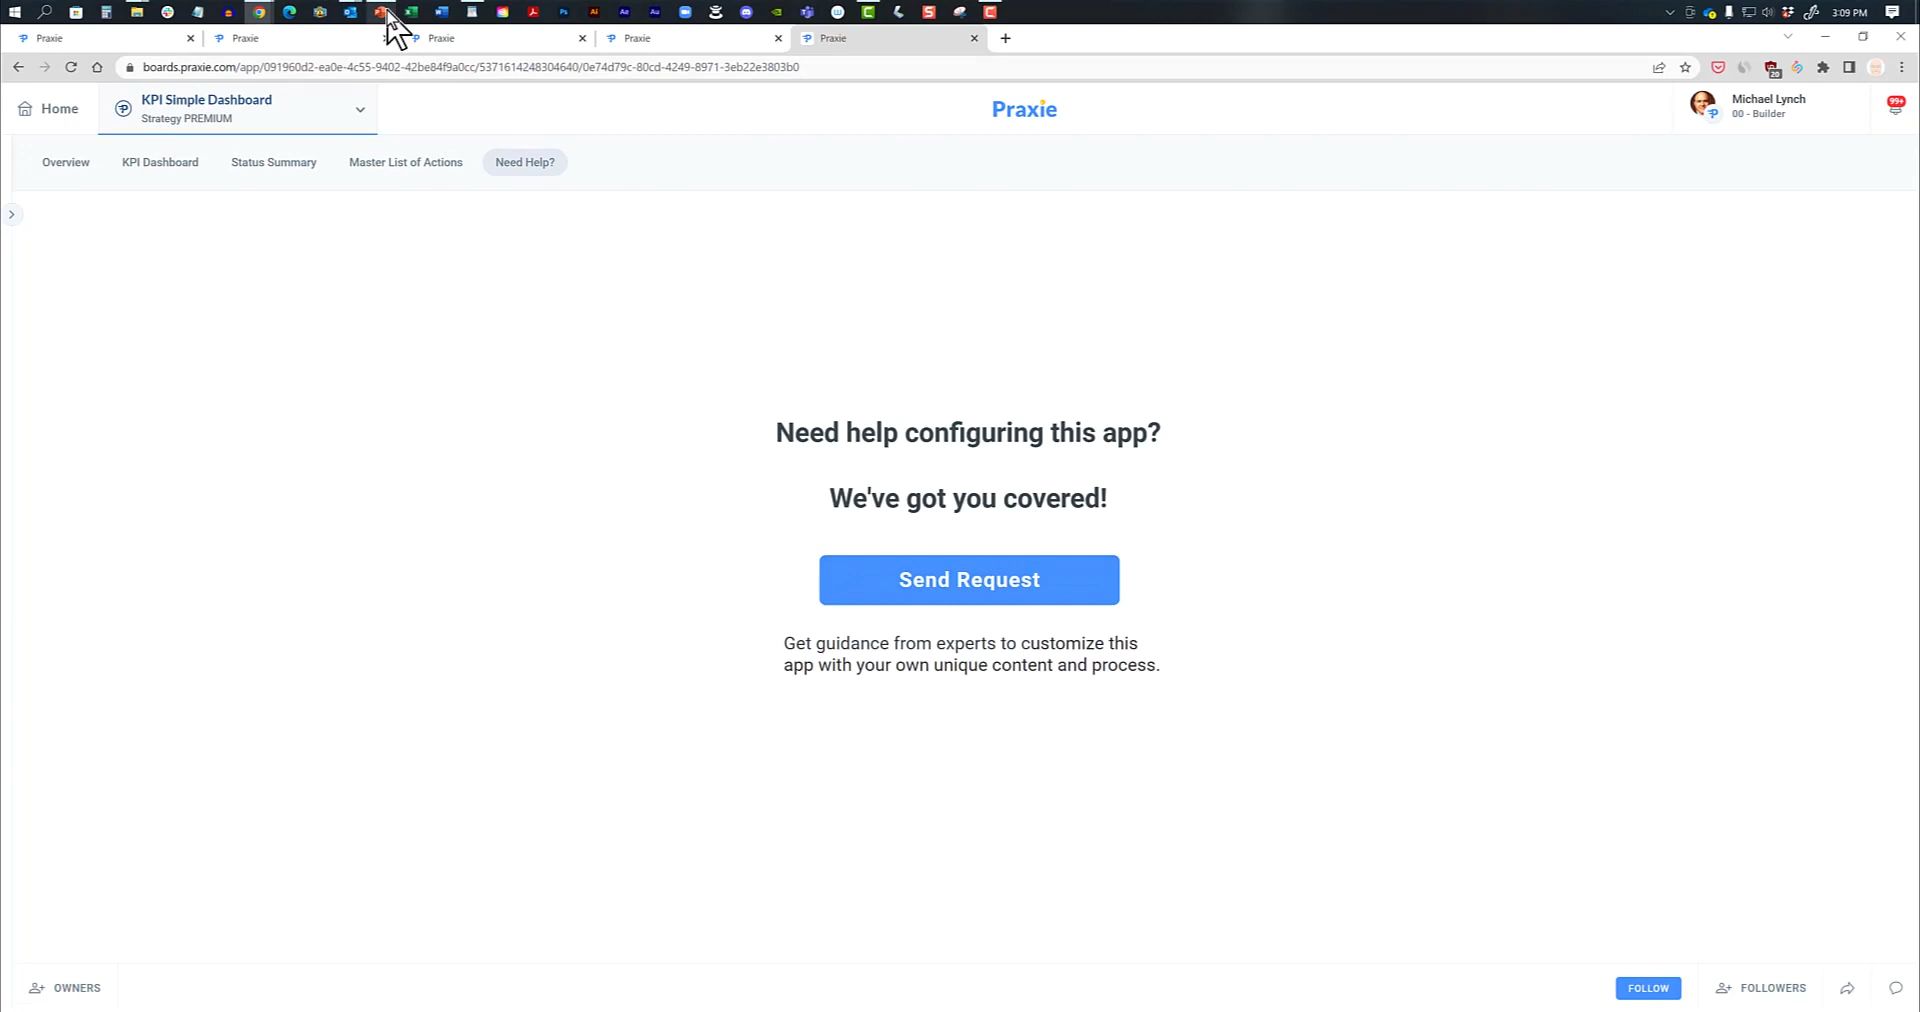 3:09 PM
Praxie
Praxie
Praxie
Praxie
Praxie
boards.praxie.com/app/091960d2-ea0e-4c55-9402-42be84f9a0cc/5371614248304640/0e74d79c-80cd-4249-8971-3eb22e3803b0
20
Home
KPI Simple Dashboard
Strategy PREMIUM
Praxie
Michael Lynch
00 - Builder
99+
Overview
KPI Dashboard
Status Summary
Master List of Actions
Need Help?
Need help configuring this app?
We've got you covered!
Send Request
Get guidance from experts to customize this
app with your own unique content and process.
OWNERS
FOLLOW
FOLLOWERS